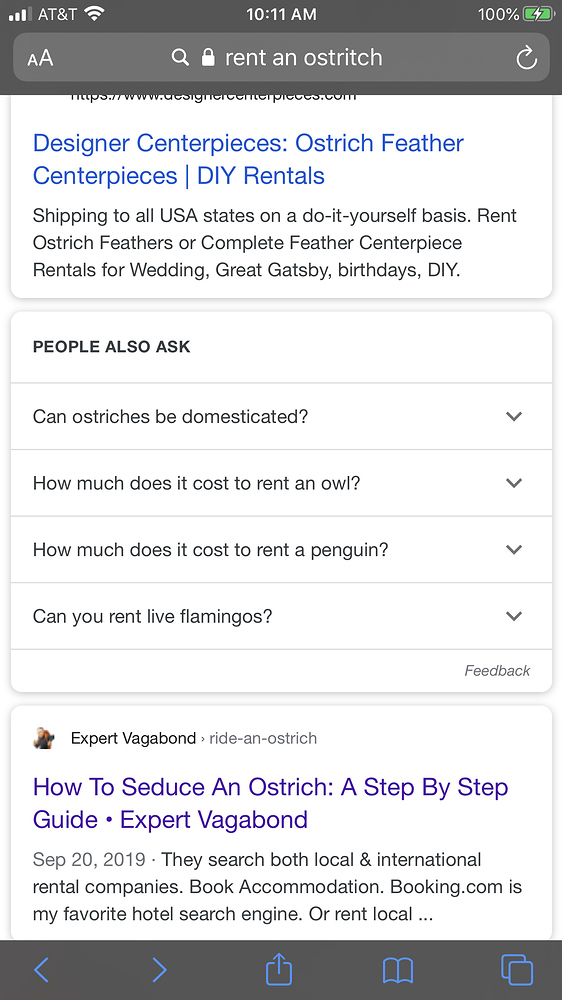 AT&T 10:11 AM 100%
AA rent an ostritch
https://www.designercenterpieces.com
Designer Centerpieces: Ostrich Feather
Centerpieces | DIY Rentals
Shipping to all USA states on a do-it-yourself basis. Rent
Ostrich Feathers or Complete Feather Centerpiece
Rentals for Wedding, Great Gatsby, birthdays, DIY.
PEOPLE ALSO ASK
Can ostriches be domesticated?
How much does it cost to rent an owl?
How much does it cost to rent a penguin?
Can you rent live flamingos?
Feedback
Expert Vagabond › ride-an-ostrich
How To Seduce An Ostrich: A Step By Step
Guide • Expert Vagabond
Sep 20, 2019 · They search both local & international
rental companies. Book Accommodation. Booking.com is
my favorite hotel search engine. Or rent local ...